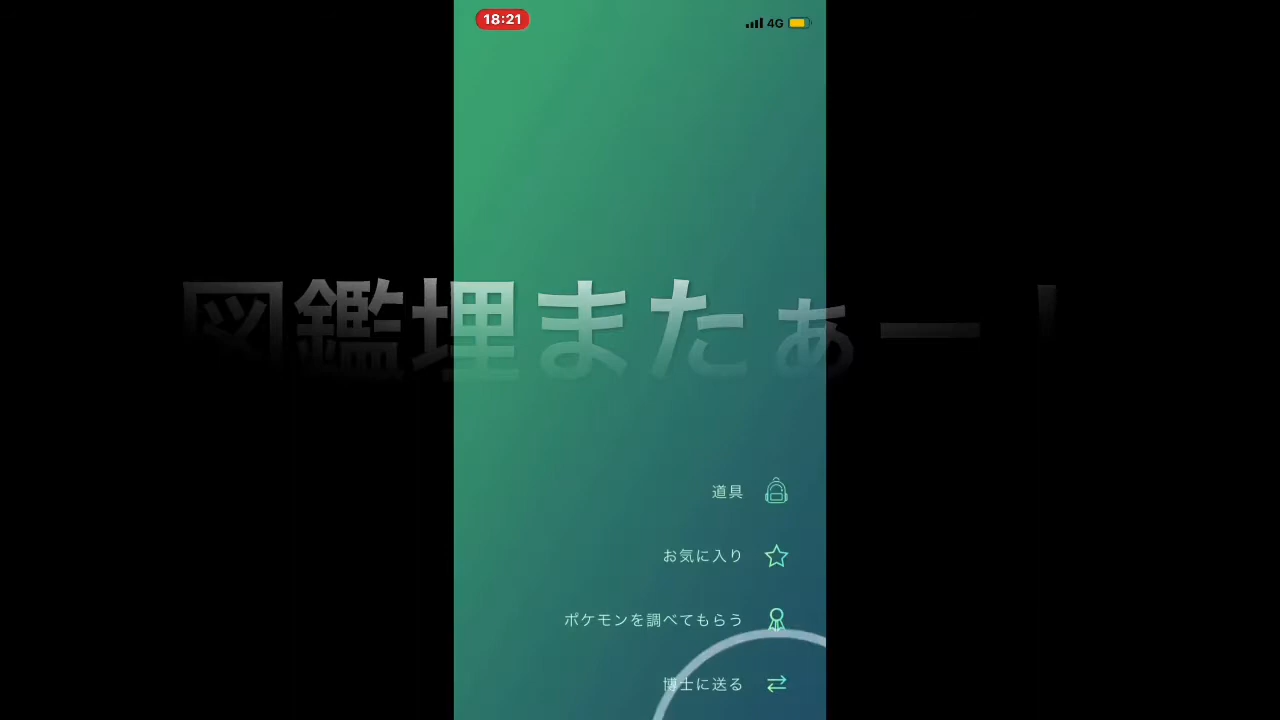 18:21
4G
図鑑埋またぁー！
道具
お気に入り
ポケモンを調べてもらう
博士に送る